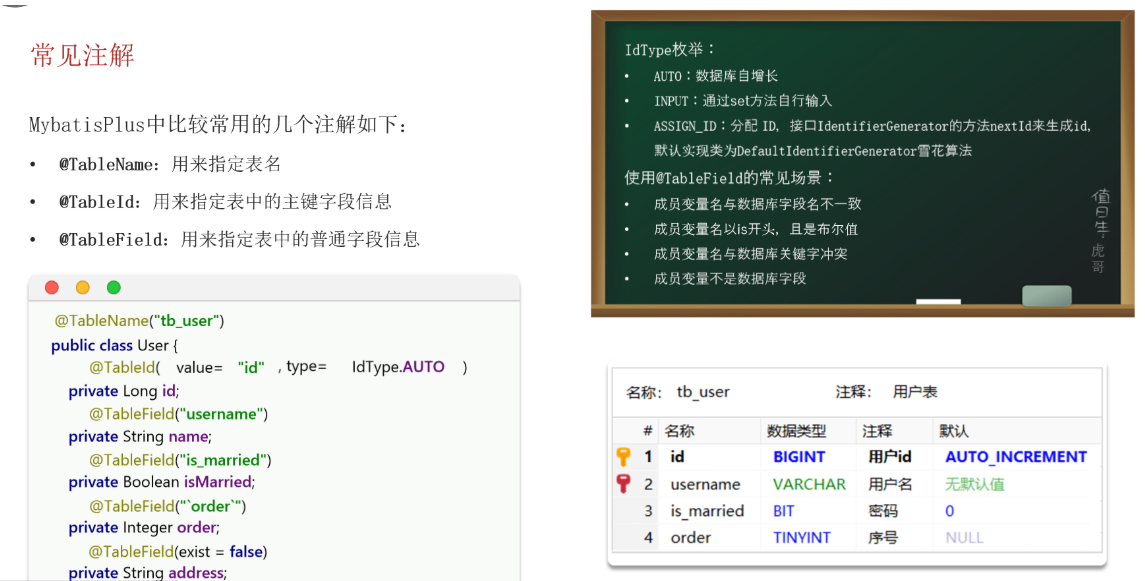 常见注解
MybatisPlus中比较常用的几个注解如下：
• @TableName：用来指定表名
• @TableId：用来指定表中的主键字段信息
• @TableField：用来指定表中的普通字段信息
@TableName("tb_user")
public class User {
@TableId( value= "id" , type= IdType.AUTO )
private Long id;
@TableField("username")
private String name;
@TableField("is_married")
private Boolean isMarried;
@TableField("`order`")
private Integer order;
@TableField(exist = false)
private String address;
IdType枚举：
• AUTO：数据库自增长
• INPUT：通过set方法自行输入
• ASSIGN_ID：分配 ID，接口IdentifierGenerator的方法nextId来生成id,
默认实现类为DefaultIdentifierGenerator雪花算法
使用@TableField的常见场景：
• 成员变量名与数据库字段名不一致
• 成员变量名以is开头，且是布尔值
• 成员变量名与数据库关键字冲突
• 成员变量不是数据库字段
值日生：虎哥
名称： tb_user 注释： 用户表
# 名称 数据类型 注释 默认
1 id BIGINT 用户id AUTO_INCREMENT
2 username VARCHAR 用户名 无默认值
3 is_married BIT 密码 0
4 order TINYINT 序号 NULL